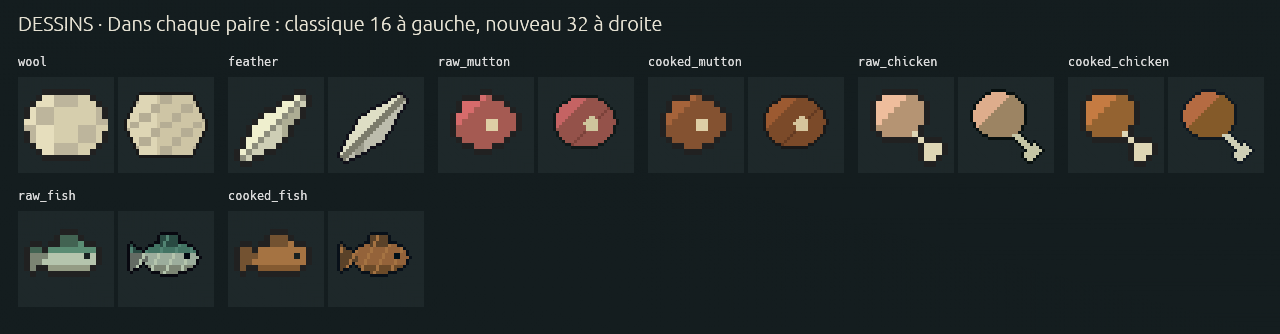 DESSINS · Dans chaque paire : classique 16 à gauche, nouveau 32 à droite
wool feather raw_mutton cooked_mutton raw_chicken cooked_chicken
raw_fish cooked_fish